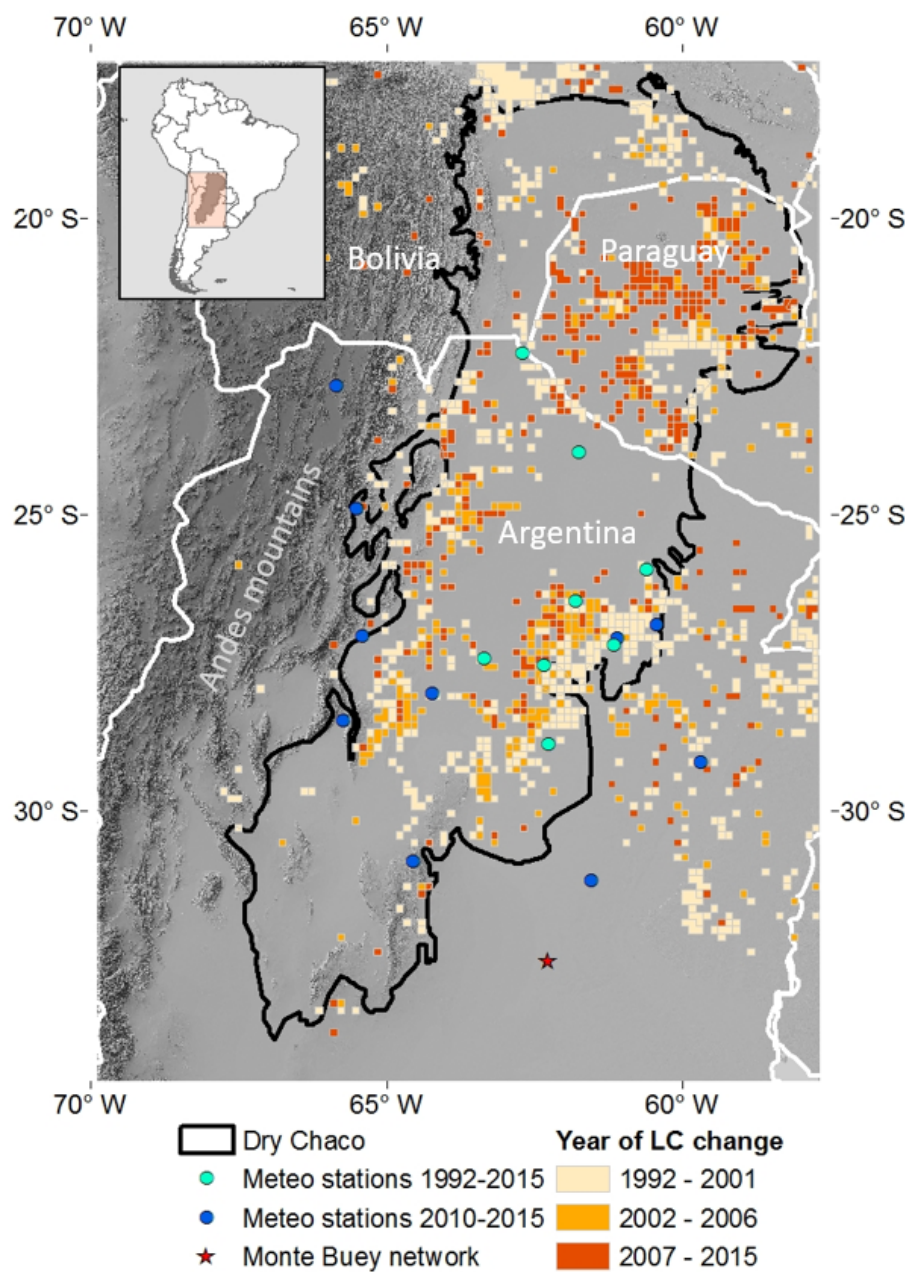 70° W 65° W 60° W
20° S 20° S
Bolivia Paraguay
Andes mountains
25° S 25° S
Argentina
30° S 30° S
70° W 65° W 60° W
Dry Chaco Year of LC change
Meteo stations 1992-2015 1992 - 2001
Meteo stations 2010-2015 2002 - 2006
Monte Buey network 2007 - 2015